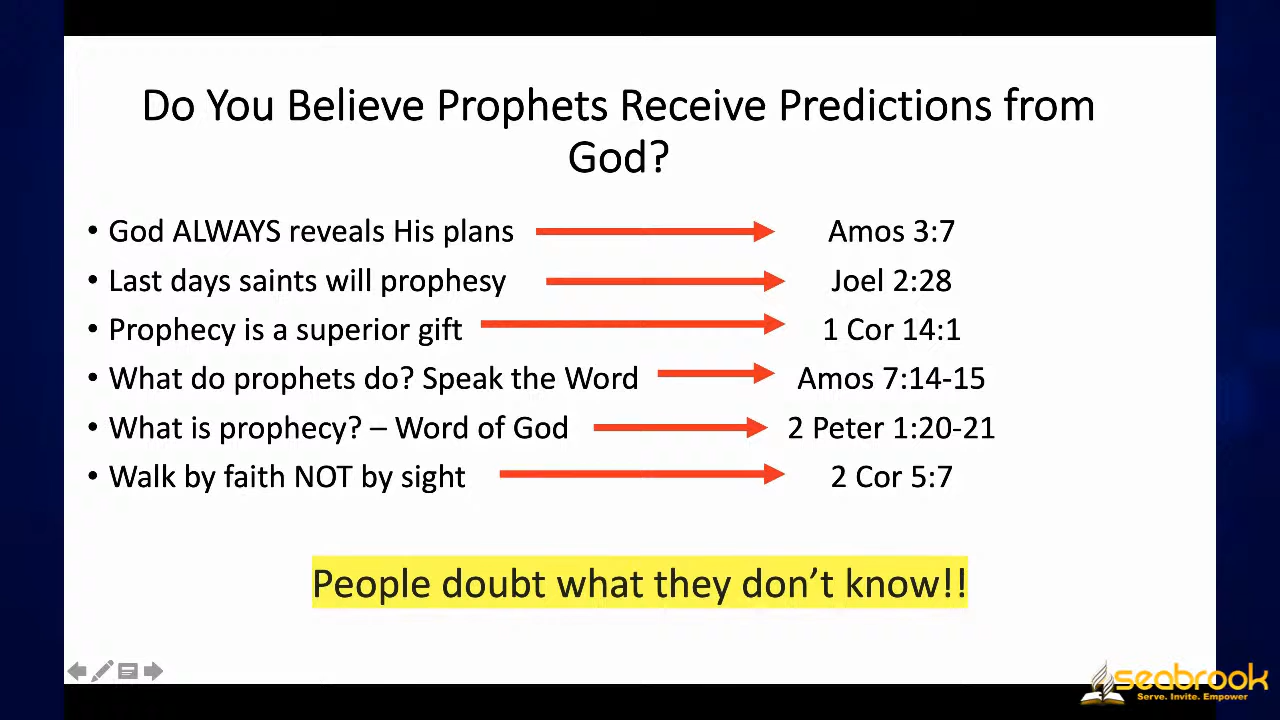 Do You Believe Prophets Receive Predictions from
God?
• God ALWAYS reveals His plans Amos 3:7
• Last days saints will prophesy Joel 2:28
• Prophecy is a superior gift 1 Cor 14:1
• What do prophets do? Speak the Word Amos 7:14-15
• What is prophecy? – Word of God 2 Peter 1:20-21
• Walk by faith NOT by sight 2 Cor 5:7
People doubt what they don’t know!!
seabrook
Serve. Invite. Empower